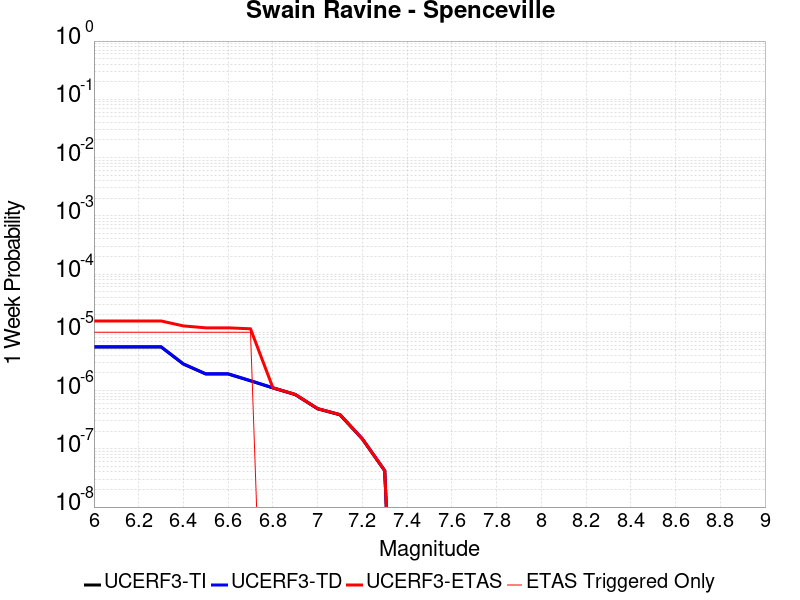 Swain Ravine - Spenceville
10^0
10^-1
10^-2
10^-3
10^-4
10^-5
10^-6
10^-7
10^-8
1 Week Probability
6 6.2 6.4 6.6 6.8 7 7.2 7.4 7.6 7.8 8 8.2 8.4 8.6 8.8 9
Magnitude
UCERF3-TI UCERF3-TD UCERF3-ETAS ETAS Triggered Only